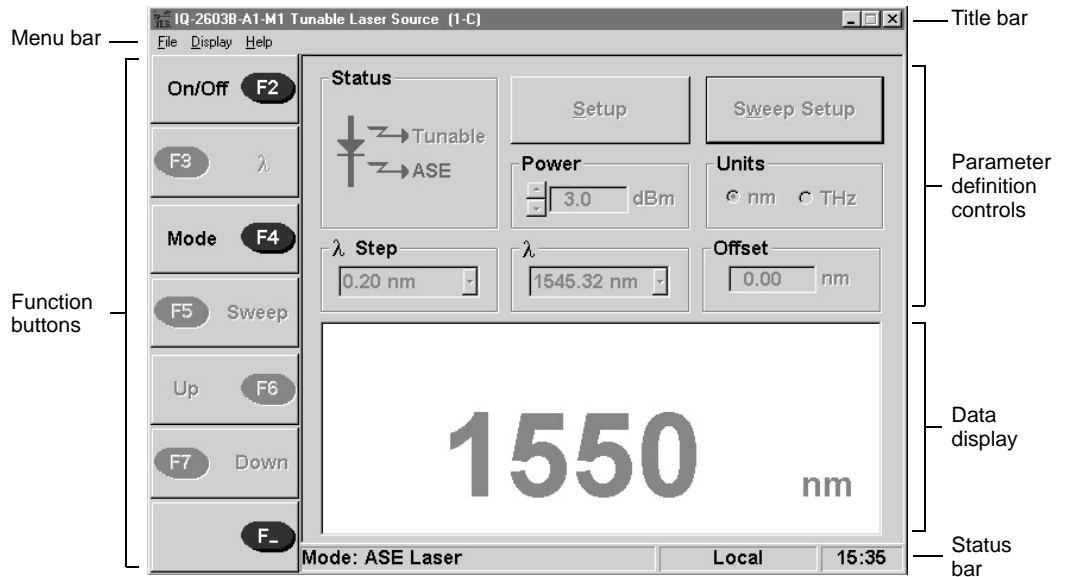 IQ-2603B-A1-M1 Tunable Laser Source (1-C)
Title bar
Menu bar
File Display Help
On/Off F2
F3 λ
Mode F4
F5 Sweep
Up F6
F7 Down
F_
Function
buttons
Status
Tunable
ASE
Setup
Sweep Setup
Power
3.0 dBm
Units
nm THz
λ Step
0.20 nm
λ
1545.32 nm
Offset
0.00 nm
Parameter
definition
controls
1550 nm
Data
display
Mode: ASE Laser Local 15:35
Status
bar